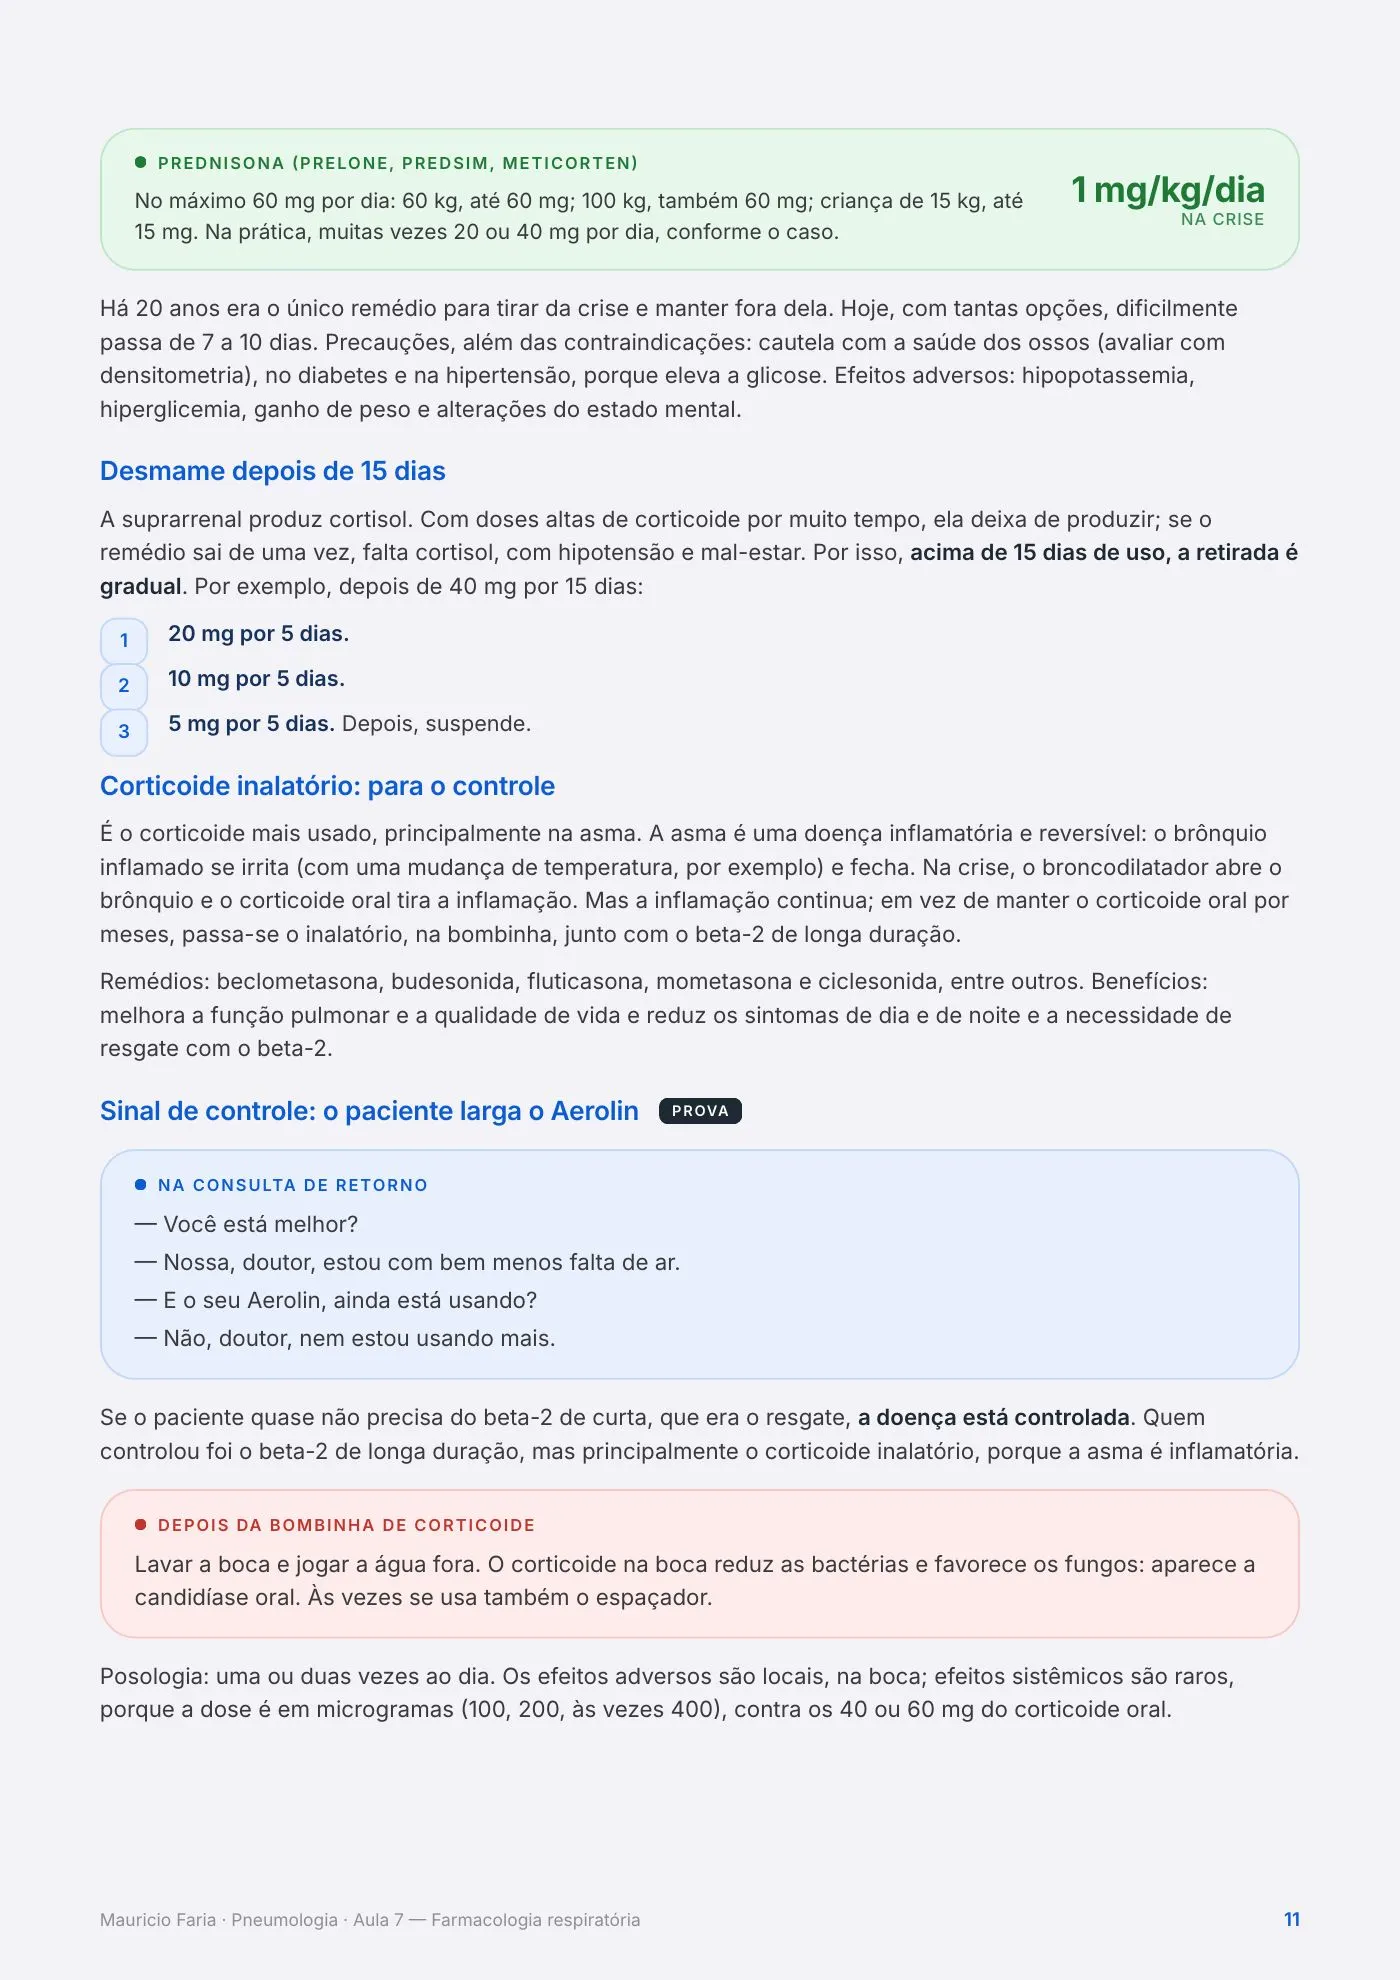 PREDNISONA (PRELONE, PREDSIM, METICORTEN)
No máximo 60 mg por dia: 60 kg, até 60 mg; 100 kg, também 60 mg; criança de 15 kg, até
15 mg. Na prática, muitas vezes 20 ou 40 mg por dia, conforme o caso.
1 mg/kg/dia
NA CRISE
Há 20 anos era o único remédio para tirar da crise e manter fora dela. Hoje, com tantas opções, dificilmente
passa de 7 a 10 dias. Precauções, além das contraindicações: cautela com a saúde dos ossos (avaliar com
densitometria), no diabetes e na hipertensão, porque eleva a glicose. Efeitos adversos: hipopotassemia,
hiperglicemia, ganho de peso e alterações do estado mental.
Desmame depois de 15 dias
A suprarrenal produz cortisol. Com doses altas de corticoide por muito tempo, ela deixa de produzir; se o
remédio sai de uma vez, falta cortisol, com hipotensão e mal-estar. Por isso, acima de 15 dias de uso, a retirada é
gradual. Por exemplo, depois de 40 mg por 15 dias:
1 20 mg por 5 dias.
2 10 mg por 5 dias.
3 5 mg por 5 dias. Depois, suspende.
Corticoide inalatório: para o controle
É o corticoide mais usado, principalmente na asma. A asma é uma doença inflamatória e reversível: o brônquio
inflamado se irrita (com uma mudança de temperatura, por exemplo) e fecha. Na crise, o broncodilatador abre o
brônquio e o corticoide oral tira a inflamação. Mas a inflamação continua; em vez de manter o corticoide oral por
meses, passa-se o inalatório, na bombinha, junto com o beta-2 de longa duração.
Remédios: beclometasona, budesonida, fluticasona, mometasona e ciclesonida, entre outros. Benefícios:
melhora a função pulmonar e a qualidade de vida e reduz os sintomas de dia e de noite e a necessidade de
resgate com o beta-2.
Sinal de controle: o paciente larga o Aerolin PROVA
NA CONSULTA DE RETORNO
— Você está melhor?
— Nossa, doutor, estou com bem menos falta de ar.
— E o seu Aerolin, ainda está usando?
— Não, doutor, nem estou usando mais.
Se o paciente quase não precisa do beta-2 de curta, que era o resgate, a doença está controlada. Quem
controlou foi o beta-2 de longa duração, mas principalmente o corticoide inalatório, porque a asma é inflamatória.
DEPOIS DA BOMBINHA DE CORTICOIDE
Lavar a boca e jogar a água fora. O corticoide na boca reduz as bactérias e favorece os fungos: aparece a
candidíase oral. Às vezes se usa também o espaçador.
Posologia: uma ou duas vezes ao dia. Os efeitos adversos são locais, na boca; efeitos sistêmicos são raros,
porque a dose é em microgramas (100, 200, às vezes 400), contra os 40 ou 60 mg do corticoide oral.
Mauricio Faria · Pneumologia · Aula 7 — Farmacologia respiratória
11